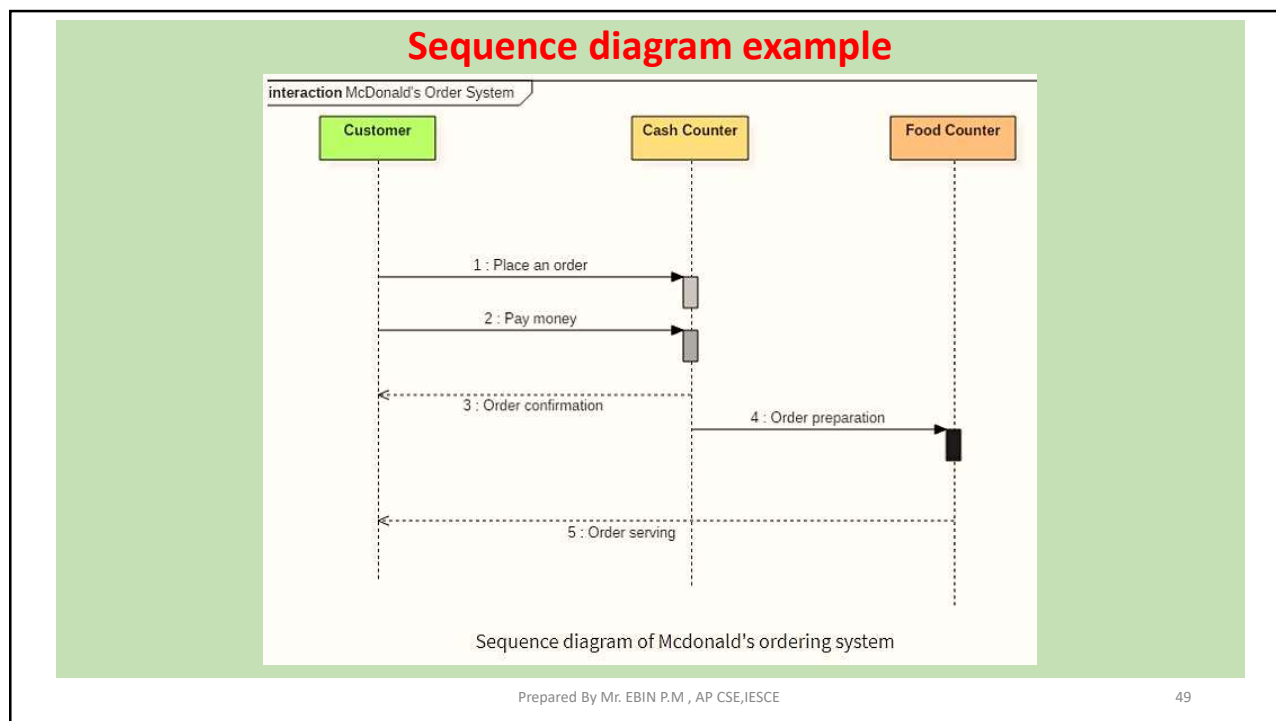 Sequence diagram example
interaction McDonald's Order System
Customer
Cash Counter
Food Counter
1 : Place an order
2 : Pay money
3 : Order confirmation
4 : Order preparation
5 : Order serving
Sequence diagram of Mcdonald's ordering system
Prepared By Mr. EBIN P.M , AP CSE,IESCE
49